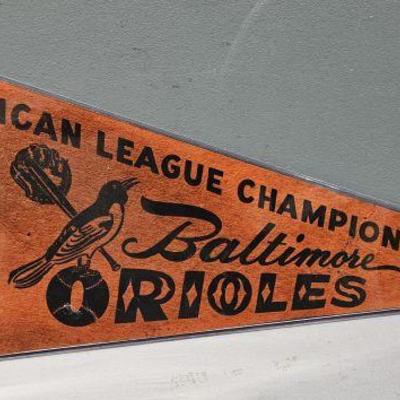 ICAN LEAGUE CHAMPION
Baltimore
ORIOLES